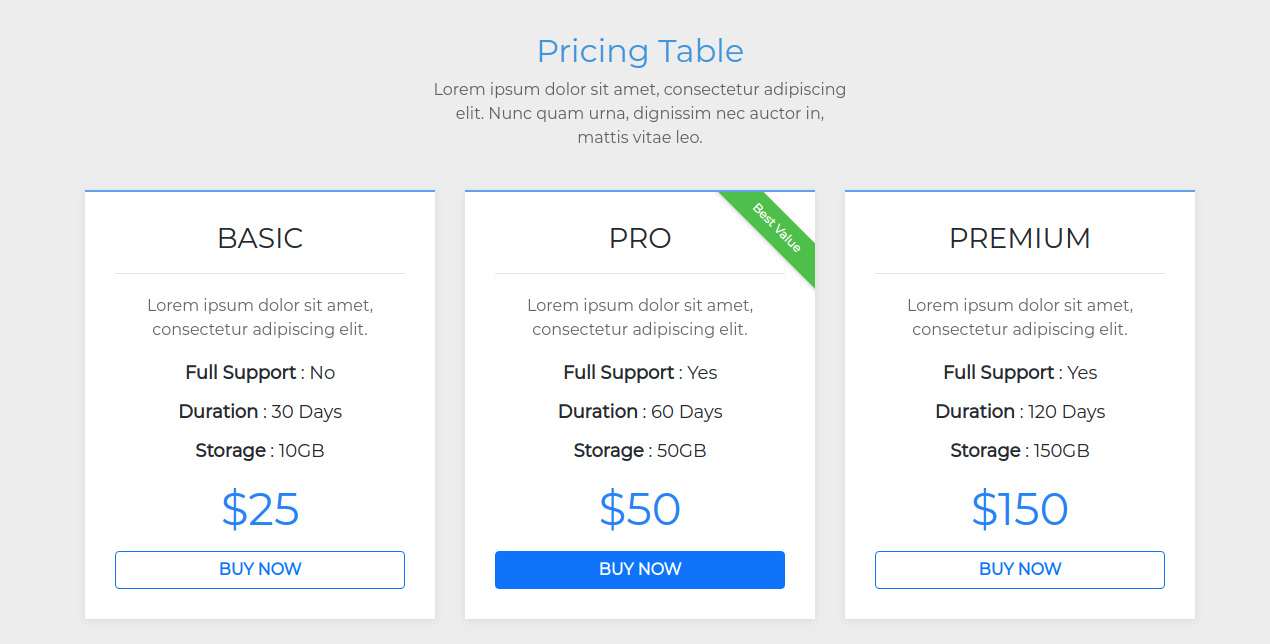 Pricing Table
Lorem ipsum dolor sit amet, consectetur adipiscing
elit. Nunc quam urna, dignissim nec auctor in,
mattis vitae leo.
BASIC
Lorem ipsum dolor sit amet,
consectetur adipiscing elit.
Full Support : No
Duration : 30 Days
Storage : 10GB
$25
BUY NOW
PRO
Best Value
Lorem ipsum dolor sit amet,
consectetur adipiscing elit.
Full Support : Yes
Duration : 60 Days
Storage : 50GB
$50
BUY NOW
PREMIUM
Lorem ipsum dolor sit amet,
consectetur adipiscing elit.
Full Support : Yes
Duration : 120 Days
Storage : 150GB
$150
BUY NOW